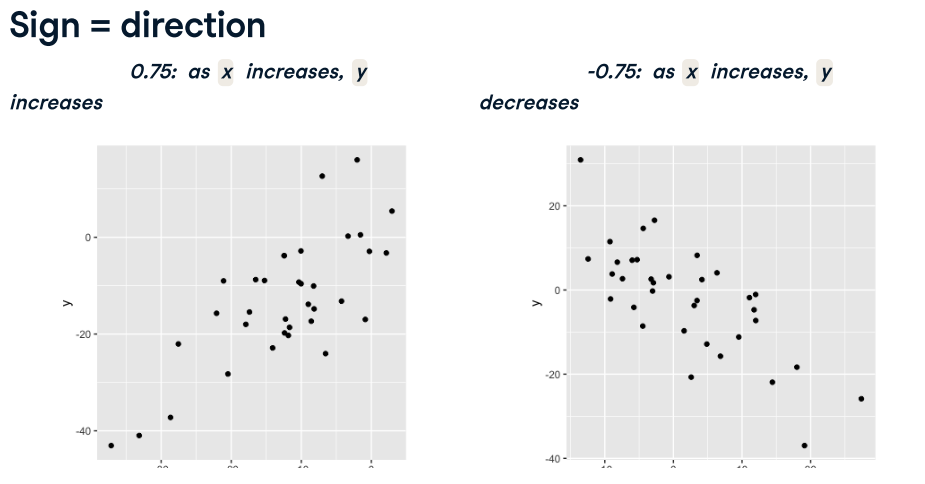 Sign = direction
0.75: as x increases, y
increases
-0.75: as x increases, y
decreases
0
-20
-40
y
20
0
-20
-40
y